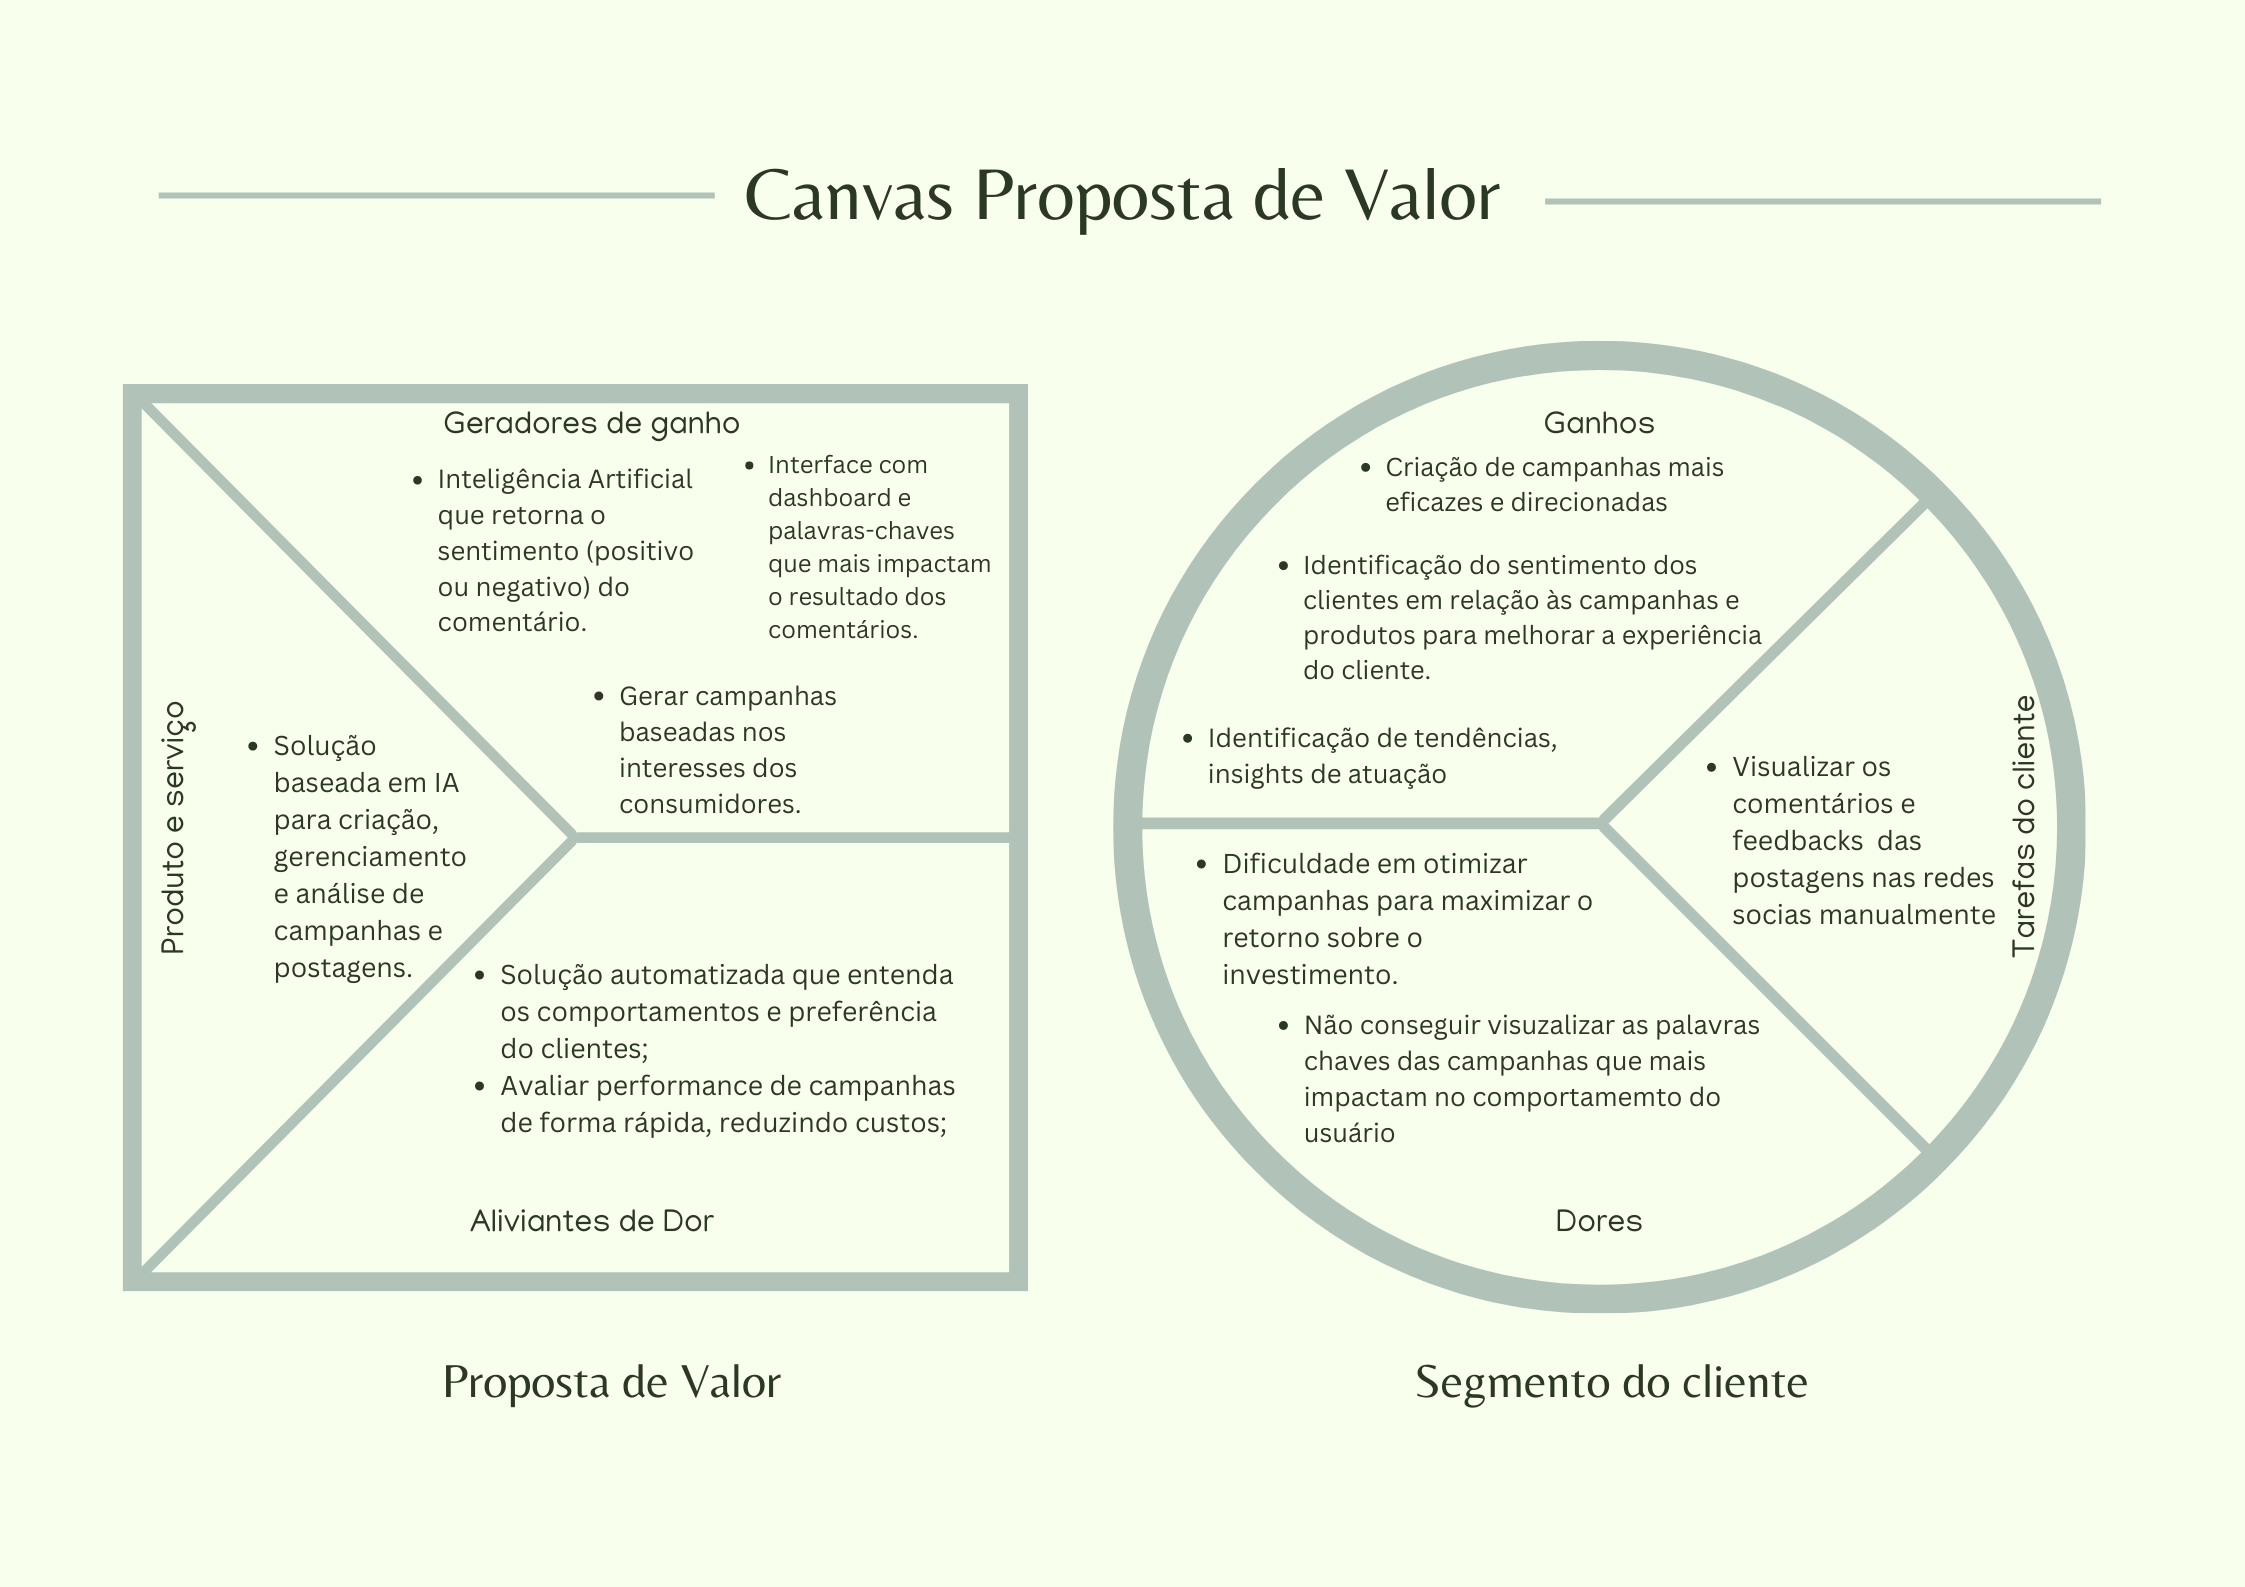 Canvas Proposta de Valor
Geradores de ganho
• Inteligência Artificial
que retorna o
sentimento (positivo
ou negativo) do
comentário.
• Interface com
dashboard e
palavras-chaves
que mais impactam
o resultado dos
comentários.
• Gerar campanhas
baseadas nos
interesses dos
consumidores.
Produto e serviço
• Solução
baseada em IA
para criação,
gerenciamento
e análise de
campanhas e
postagens.
• Solução automatizada que entenda
os comportamentos e preferência
do clientes;
• Avaliar performance de campanhas
de forma rápida, reduzindo custos;
Aliviantes de Dor
Proposta de Valor
Ganhos
• Criação de campanhas mais
eficazes e direcionadas
• Identificação do sentimento dos
clientes em relação às campanhas e
produtos para melhorar a experiência
do cliente.
• Identificação de tendências,
insights de atuação
• Visualizar os
comentários e
feedbacks  das
postagens nas redes
socias manualmente
Tarefas do cliente
• Dificuldade em otimizar
campanhas para maximizar o
retorno sobre o
investimento.
• Não conseguir visuzalizar as palavras
chaves das campanhas que mais
impactam no comportamemto do
usuário
Dores
Segmento do cliente